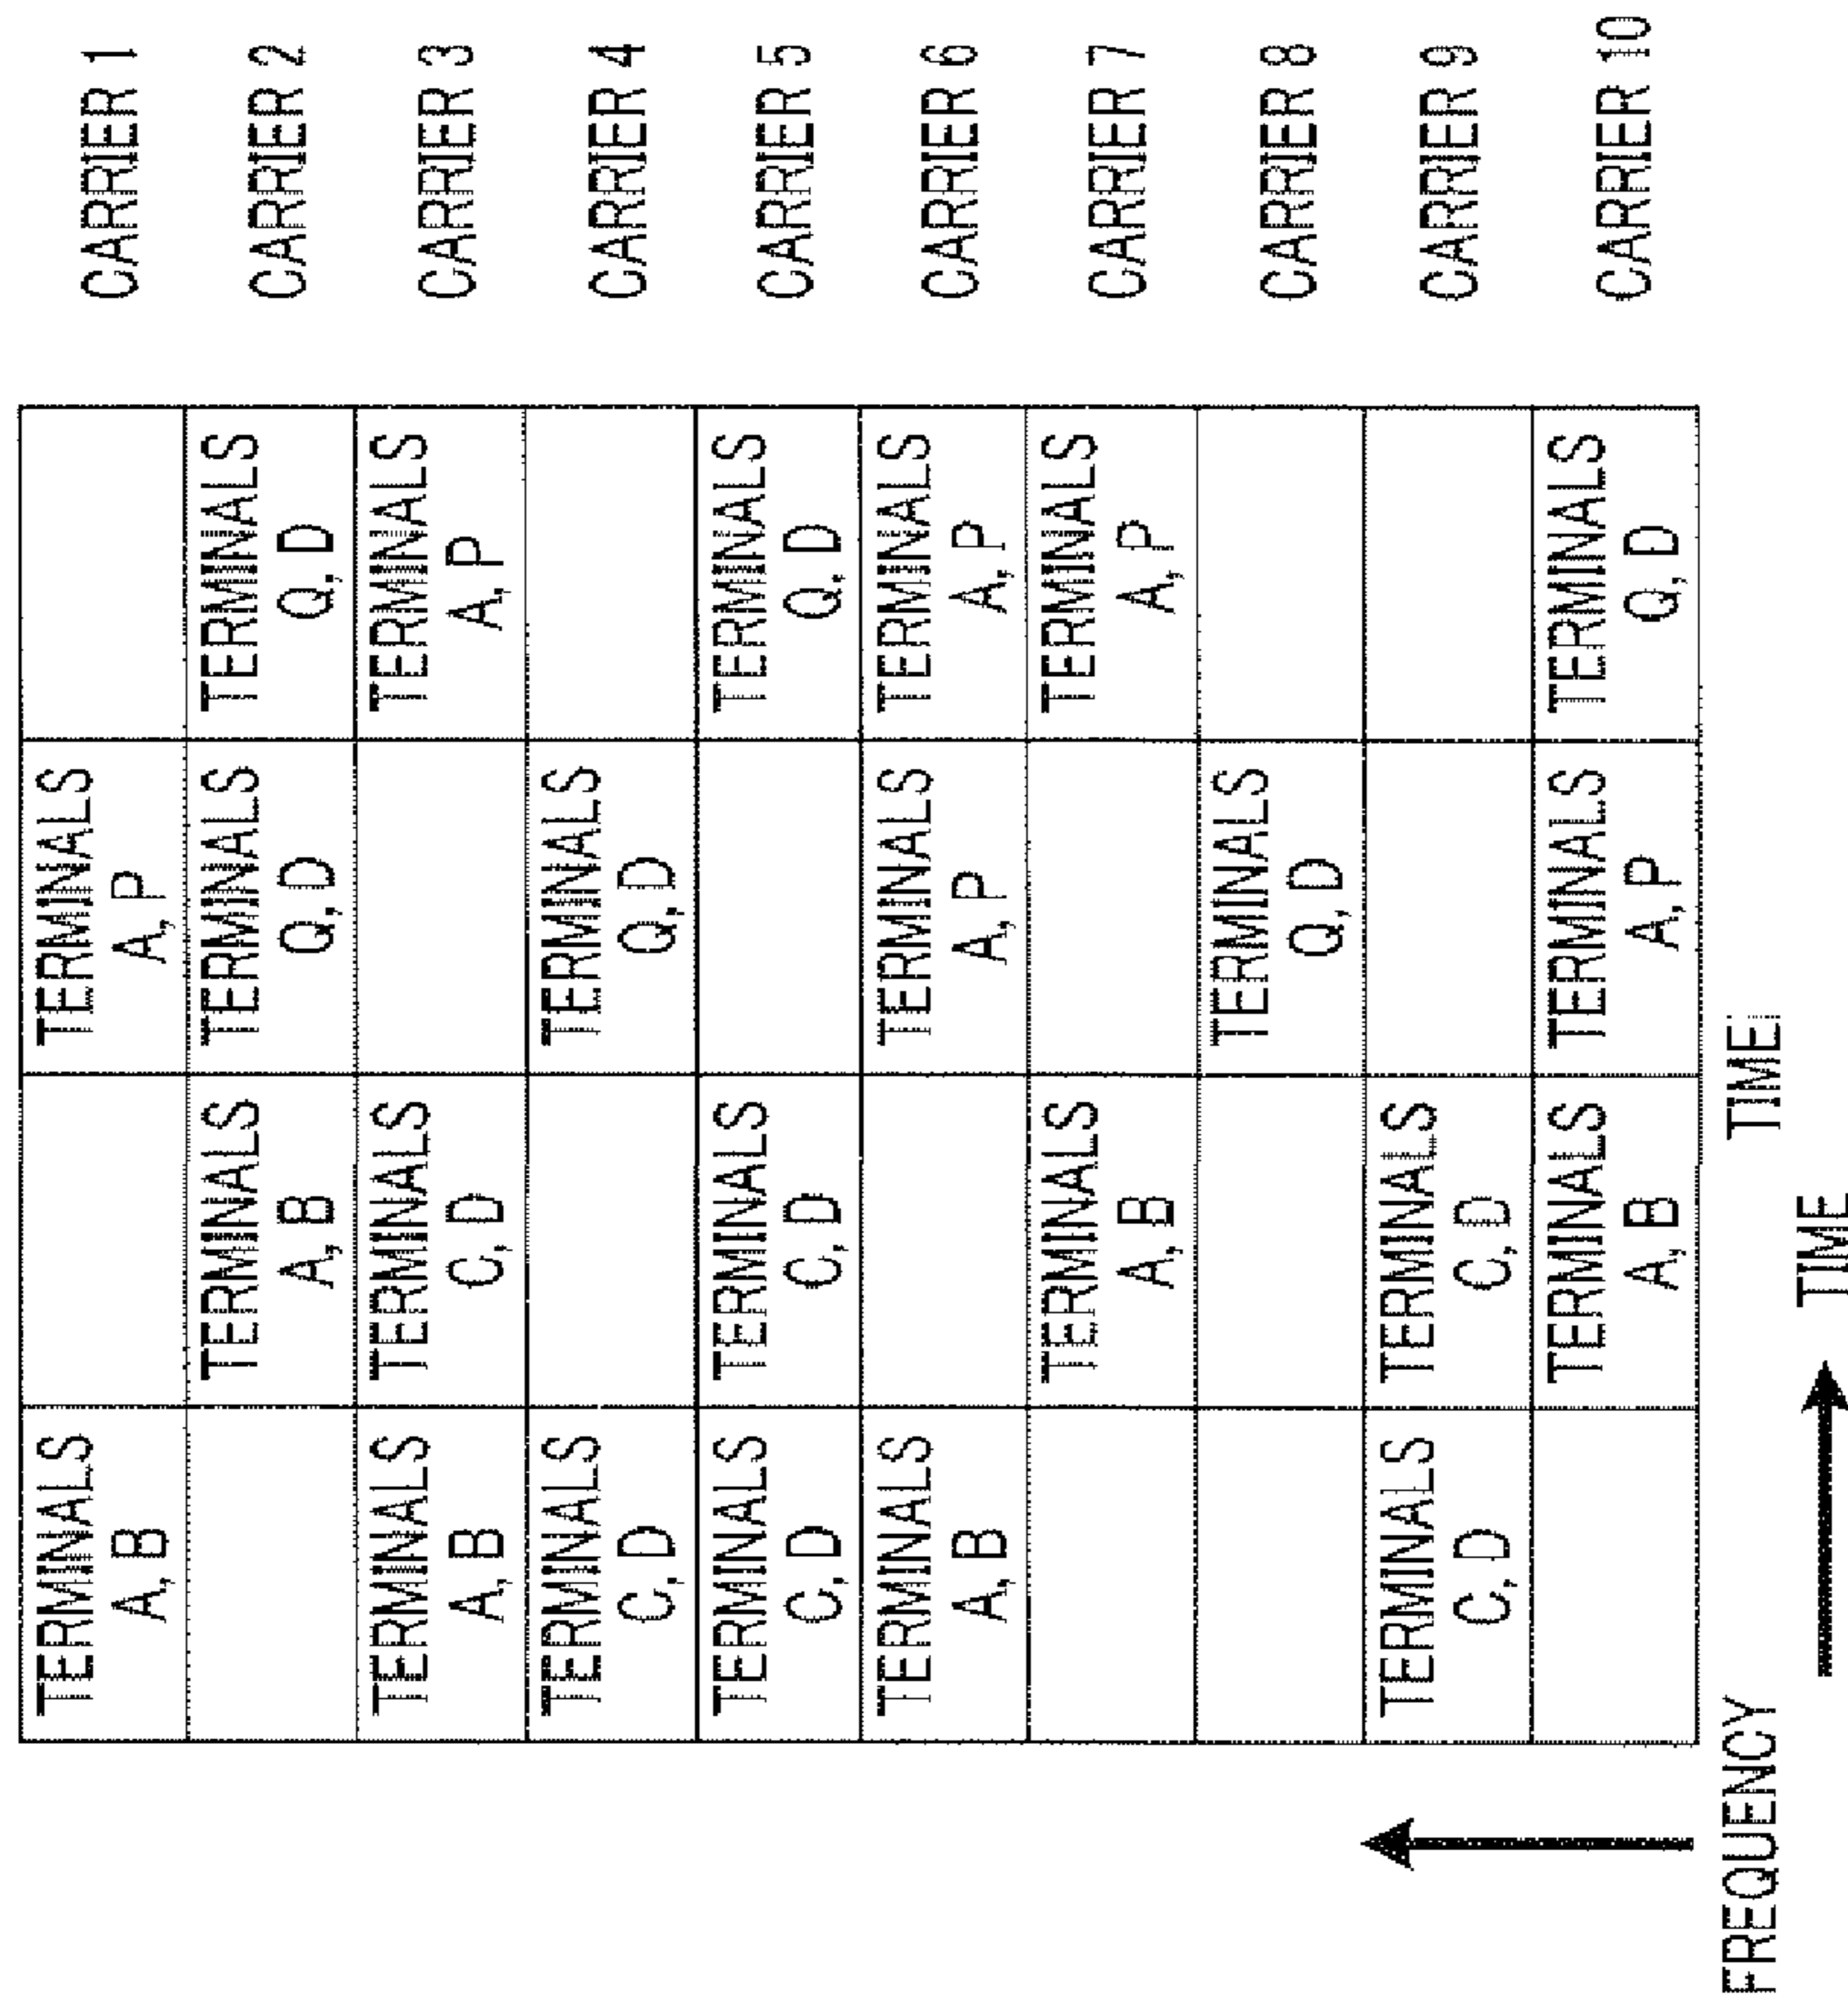 TERMINALS
A,B
TERMINALS
A,P
CARRIER 1
TERMINALS
A,B
TERMINALS
Q,D
TERMINALS
Q,D
CARRIER 2
TERMINALS
A,B
TERMINALS
C,D
TERMINALS
A,P
CARRIER 3
TERMINALS
C,D
TERMINALS
Q,D
CARRIER 4
TERMINALS
C,D
TERMINALS
C,D
TERMINALS
Q,D
CARRIER 5
TERMINALS
A,B
TERMINALS
A,P
TERMINALS
A,P
CARRIER 6
TERMINALS
A,B
TERMINALS
A,P
CARRIER 7
TERMINALS
Q,D
CARRIER 8
TERMINALS
C,D
TERMINALS
C,D
CARRIER 9
TERMINALS
A,B
TERMINALS
A,P
TERMINALS
Q,D
CARRIER 10
FREQUENCY
TIME
TIME